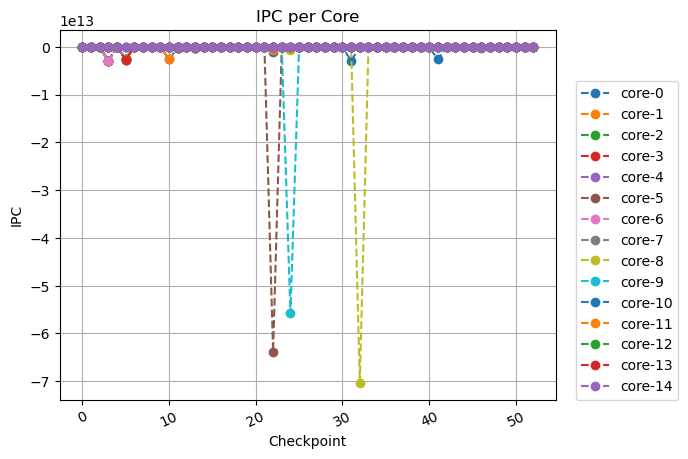 IPC per Core
1e13
0
−1
−2
−3
−4
−5
−6
−7
IPC
0
10
20
30
40
50
Checkpoint
core-0
core-1
core-2
core-3
core-4
core-5
core-6
core-7
core-8
core-9
core-10
core-11
core-12
core-13
core-14